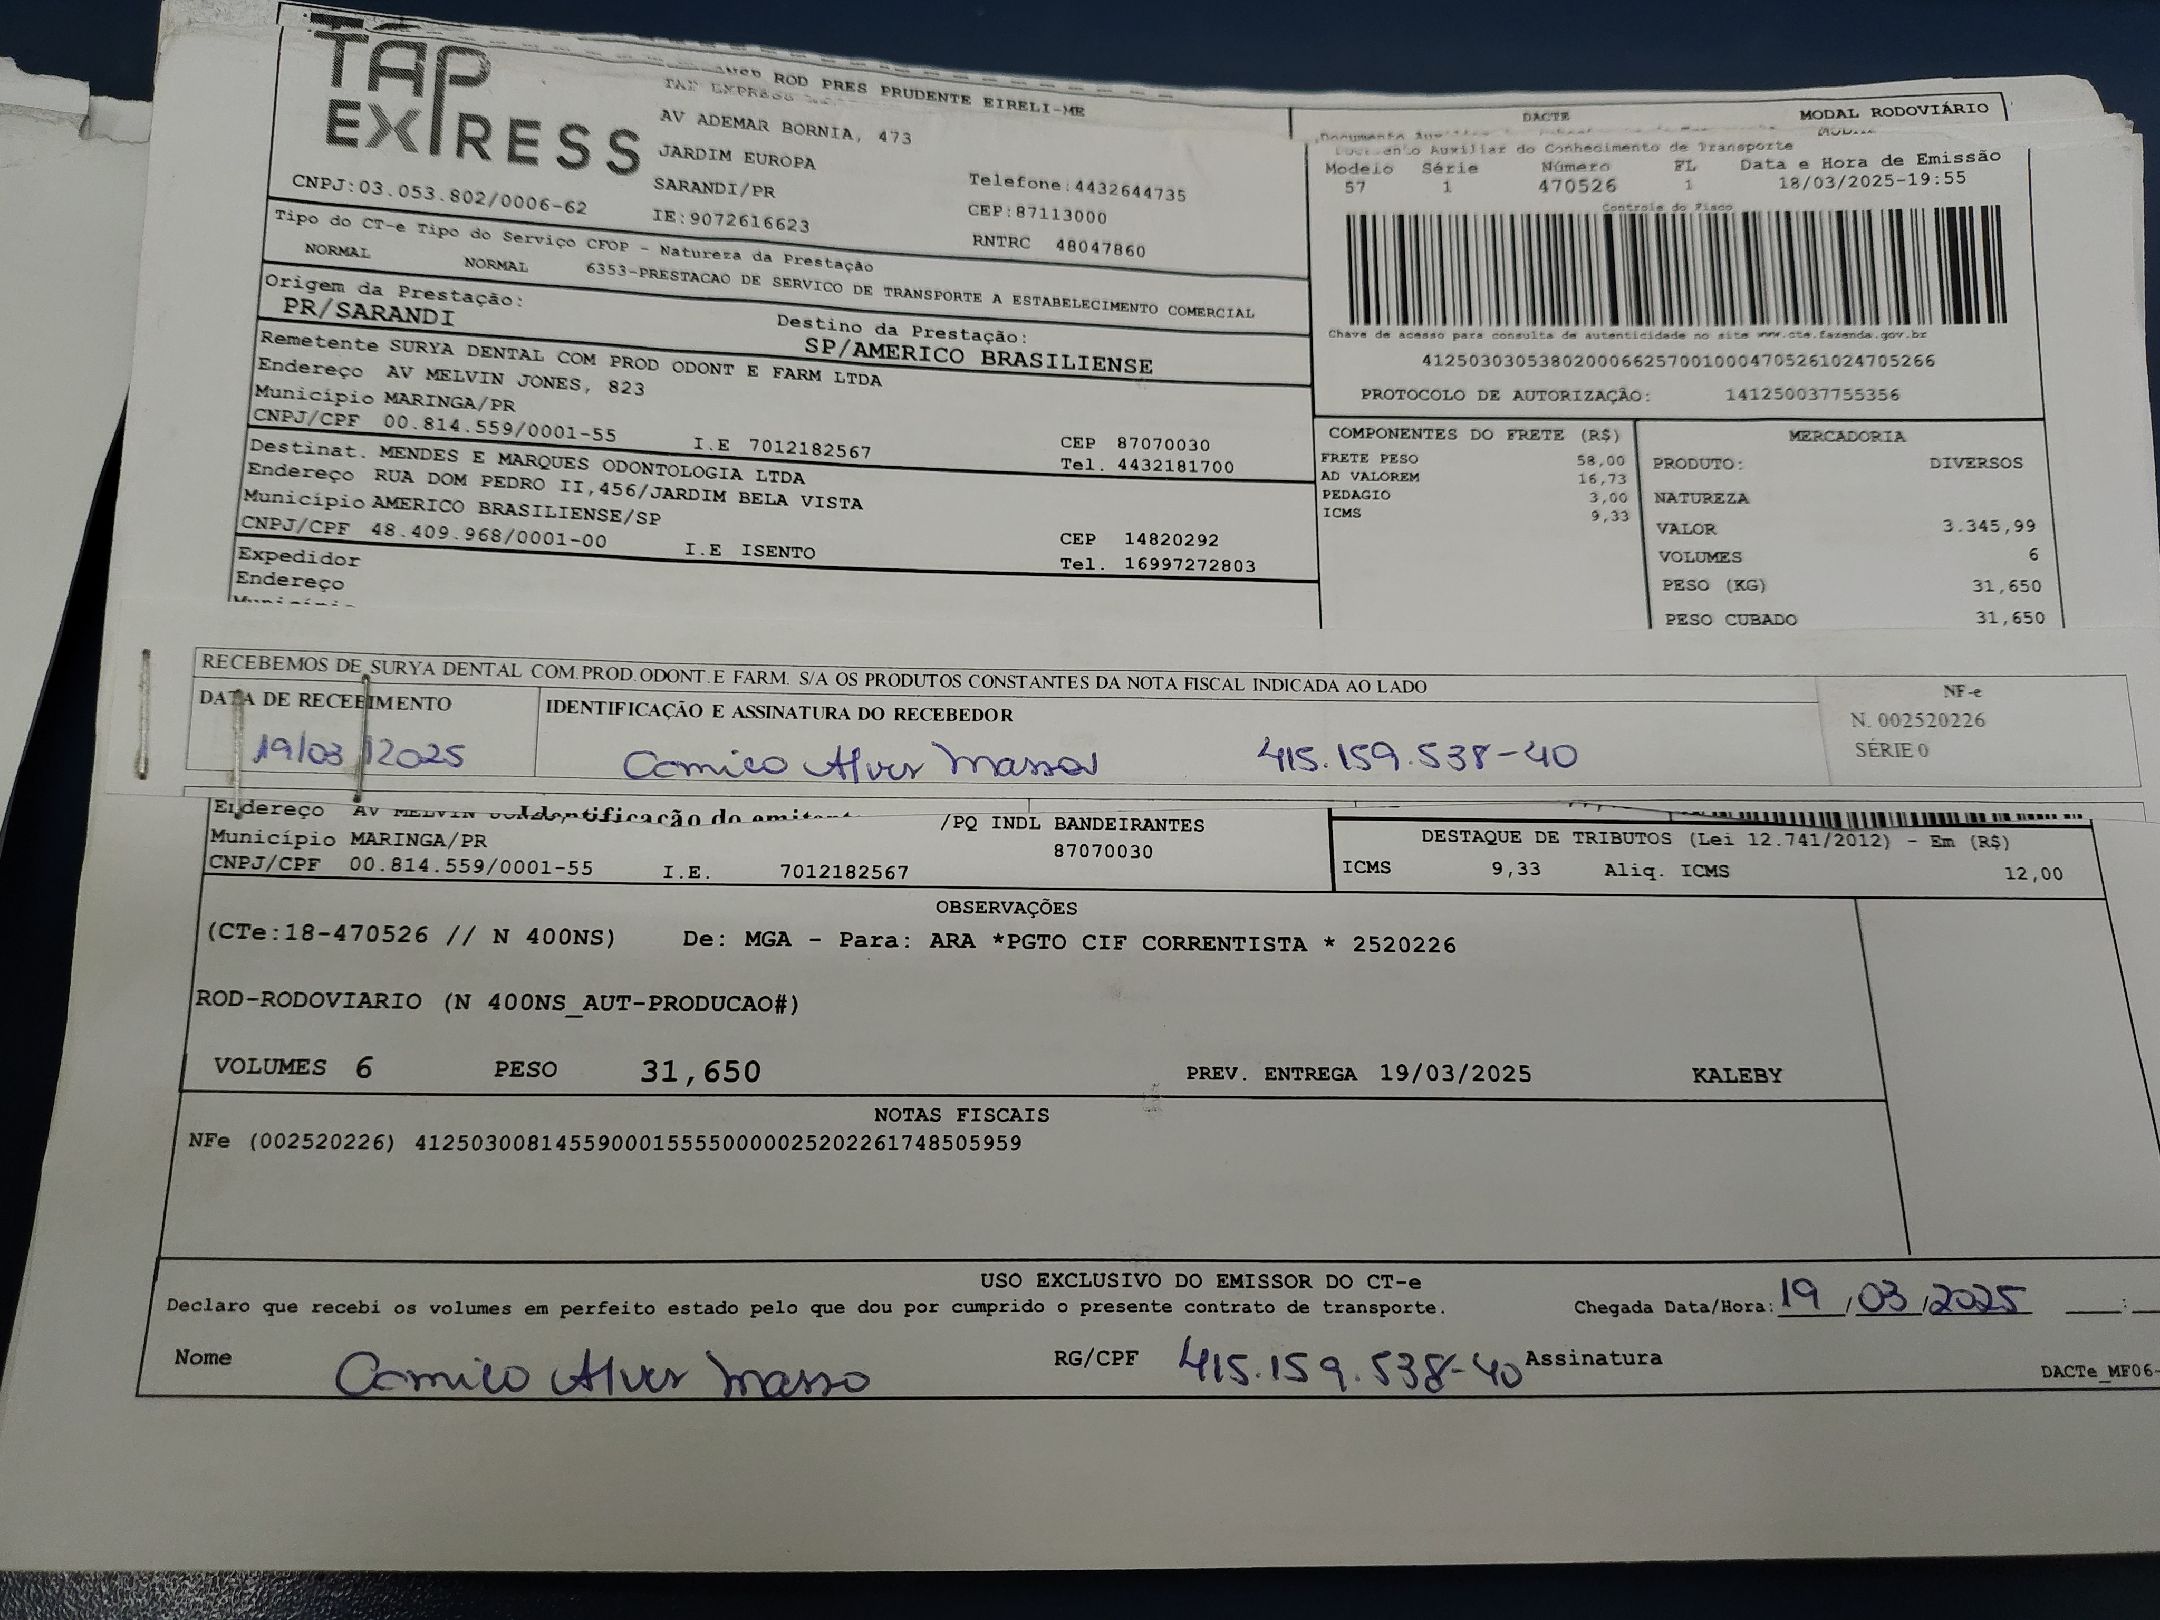 TAP EXPRESS
ROD PRES PRUDENTE EIRELI-ME
TAP EXPRESS
AV ADEMAR BORNIA, 473
JARDIM EUROPA
SARANDI/PR
Telefone:4432644735
CNPJ:03.053.802/0006-62
IE:9072616623
CEP:87113000
RNTRC 48047860
DACTE
MODAL RODOVIÁRIO
Auxiliar do Conhecimento de Transporte
Modelo Série Número FL Data e Hora de Emissão
57 1 470526 1 18/03/2025-19:55
Controle do Fisco
Chave de acesso para consulta de autenticidade no site www.cte.fazenda.gov.br
41250303053802000662570010004705261024705266
PROTOCOLO DE AUTORIZAÇÃO: 141250037755356
Tipo do CT-e Tipo do Serviço CFOP - Natureza da Prestação
NORMAL NORMAL 6353-PRESTACAO DE SERVICO DE TRANSPORTE A ESTABELECIMENTO COMERCIAL
Origem da Prestação:
PR/SARANDI
Destino da Prestação:
SP/AMERICO BRASILIENSE
Remetente SURYA DENTAL COM PROD ODONT E FARM LTDA
Endereço AV MELVIN JONES, 823
Município MARINGA/PR
CNPJ/CPF 00.814.559/0001-55 I.E 7012182567
CEP 87070030
Tel. 4432181700
Destinat. MENDES E MARQUES ODONTOLOGIA LTDA
Endereço RUA DOM PEDRO II,456/JARDIM BELA VISTA
Município AMERICO BRASILIENSE/SP
CNPJ/CPF 48.409.968/0001-00 I.E ISENTO
CEP 14820292
Tel. 16997272803
Expedidor
Endereço
COMPONENTES DO FRETE (R$)
FRETE PESO 58,00
AD VALOREM 16,73
PEDAGIO 3,00
ICMS 9,33
MERCADORIA
PRODUTO: DIVERSOS
NATUREZA
VALOR 3.345,99
VOLUMES 6
PESO (KG) 31,650
PESO CUBADO 31,650
RECEBEMOS DE SURYA DENTAL COM.PROD.ODONT.E FARM. S/A OS PRODUTOS CONSTANTES DA NOTA FISCAL INDICADA AO LADO
DATA DE RECEBIMENTO
19/03/2025
IDENTIFICAÇÃO E ASSINATURA DO RECEBEDOR
Camila Alves 415.159.538-40
NF-e
N. 002520226
SÉRIE 0
Endereço AV MELVIN
Identificação do
/PQ INDL BANDEIRANTES
Município MARINGA/PR
87070030
CNPJ/CPF 00.814.559/0001-55 I.E. 7012182567
DESTAQUE DE TRIBUTOS (Lei 12.741/2012) - Em (R$)
ICMS 9,33 Aliq. ICMS 12,00
OBSERVAÇÕES
(CTe:18-470526 // N 400NS) De: MGA - Para: ARA *PGTO CIF CORRENTISTA * 2520226
ROD-RODOVIARIO (N 400NS_AUT-PRODUCAO#)
VOLUMES 6 PESO 31,650 PREV. ENTREGA 19/03/2025 KALEBY
NOTAS FISCAIS
NFe (002520226) 41250300814559000155550000025202261748505959
USO EXCLUSIVO DO EMISSOR DO CT-e
Declaro que recebi os volumes em perfeito estado pelo que dou por cumprido o presente contrato de transporte. Chegada Data/Hora: 19/03/2025
Nome Camila Alves RG/CPF 415.159.538-40 Assinatura
DACTe_MF06-